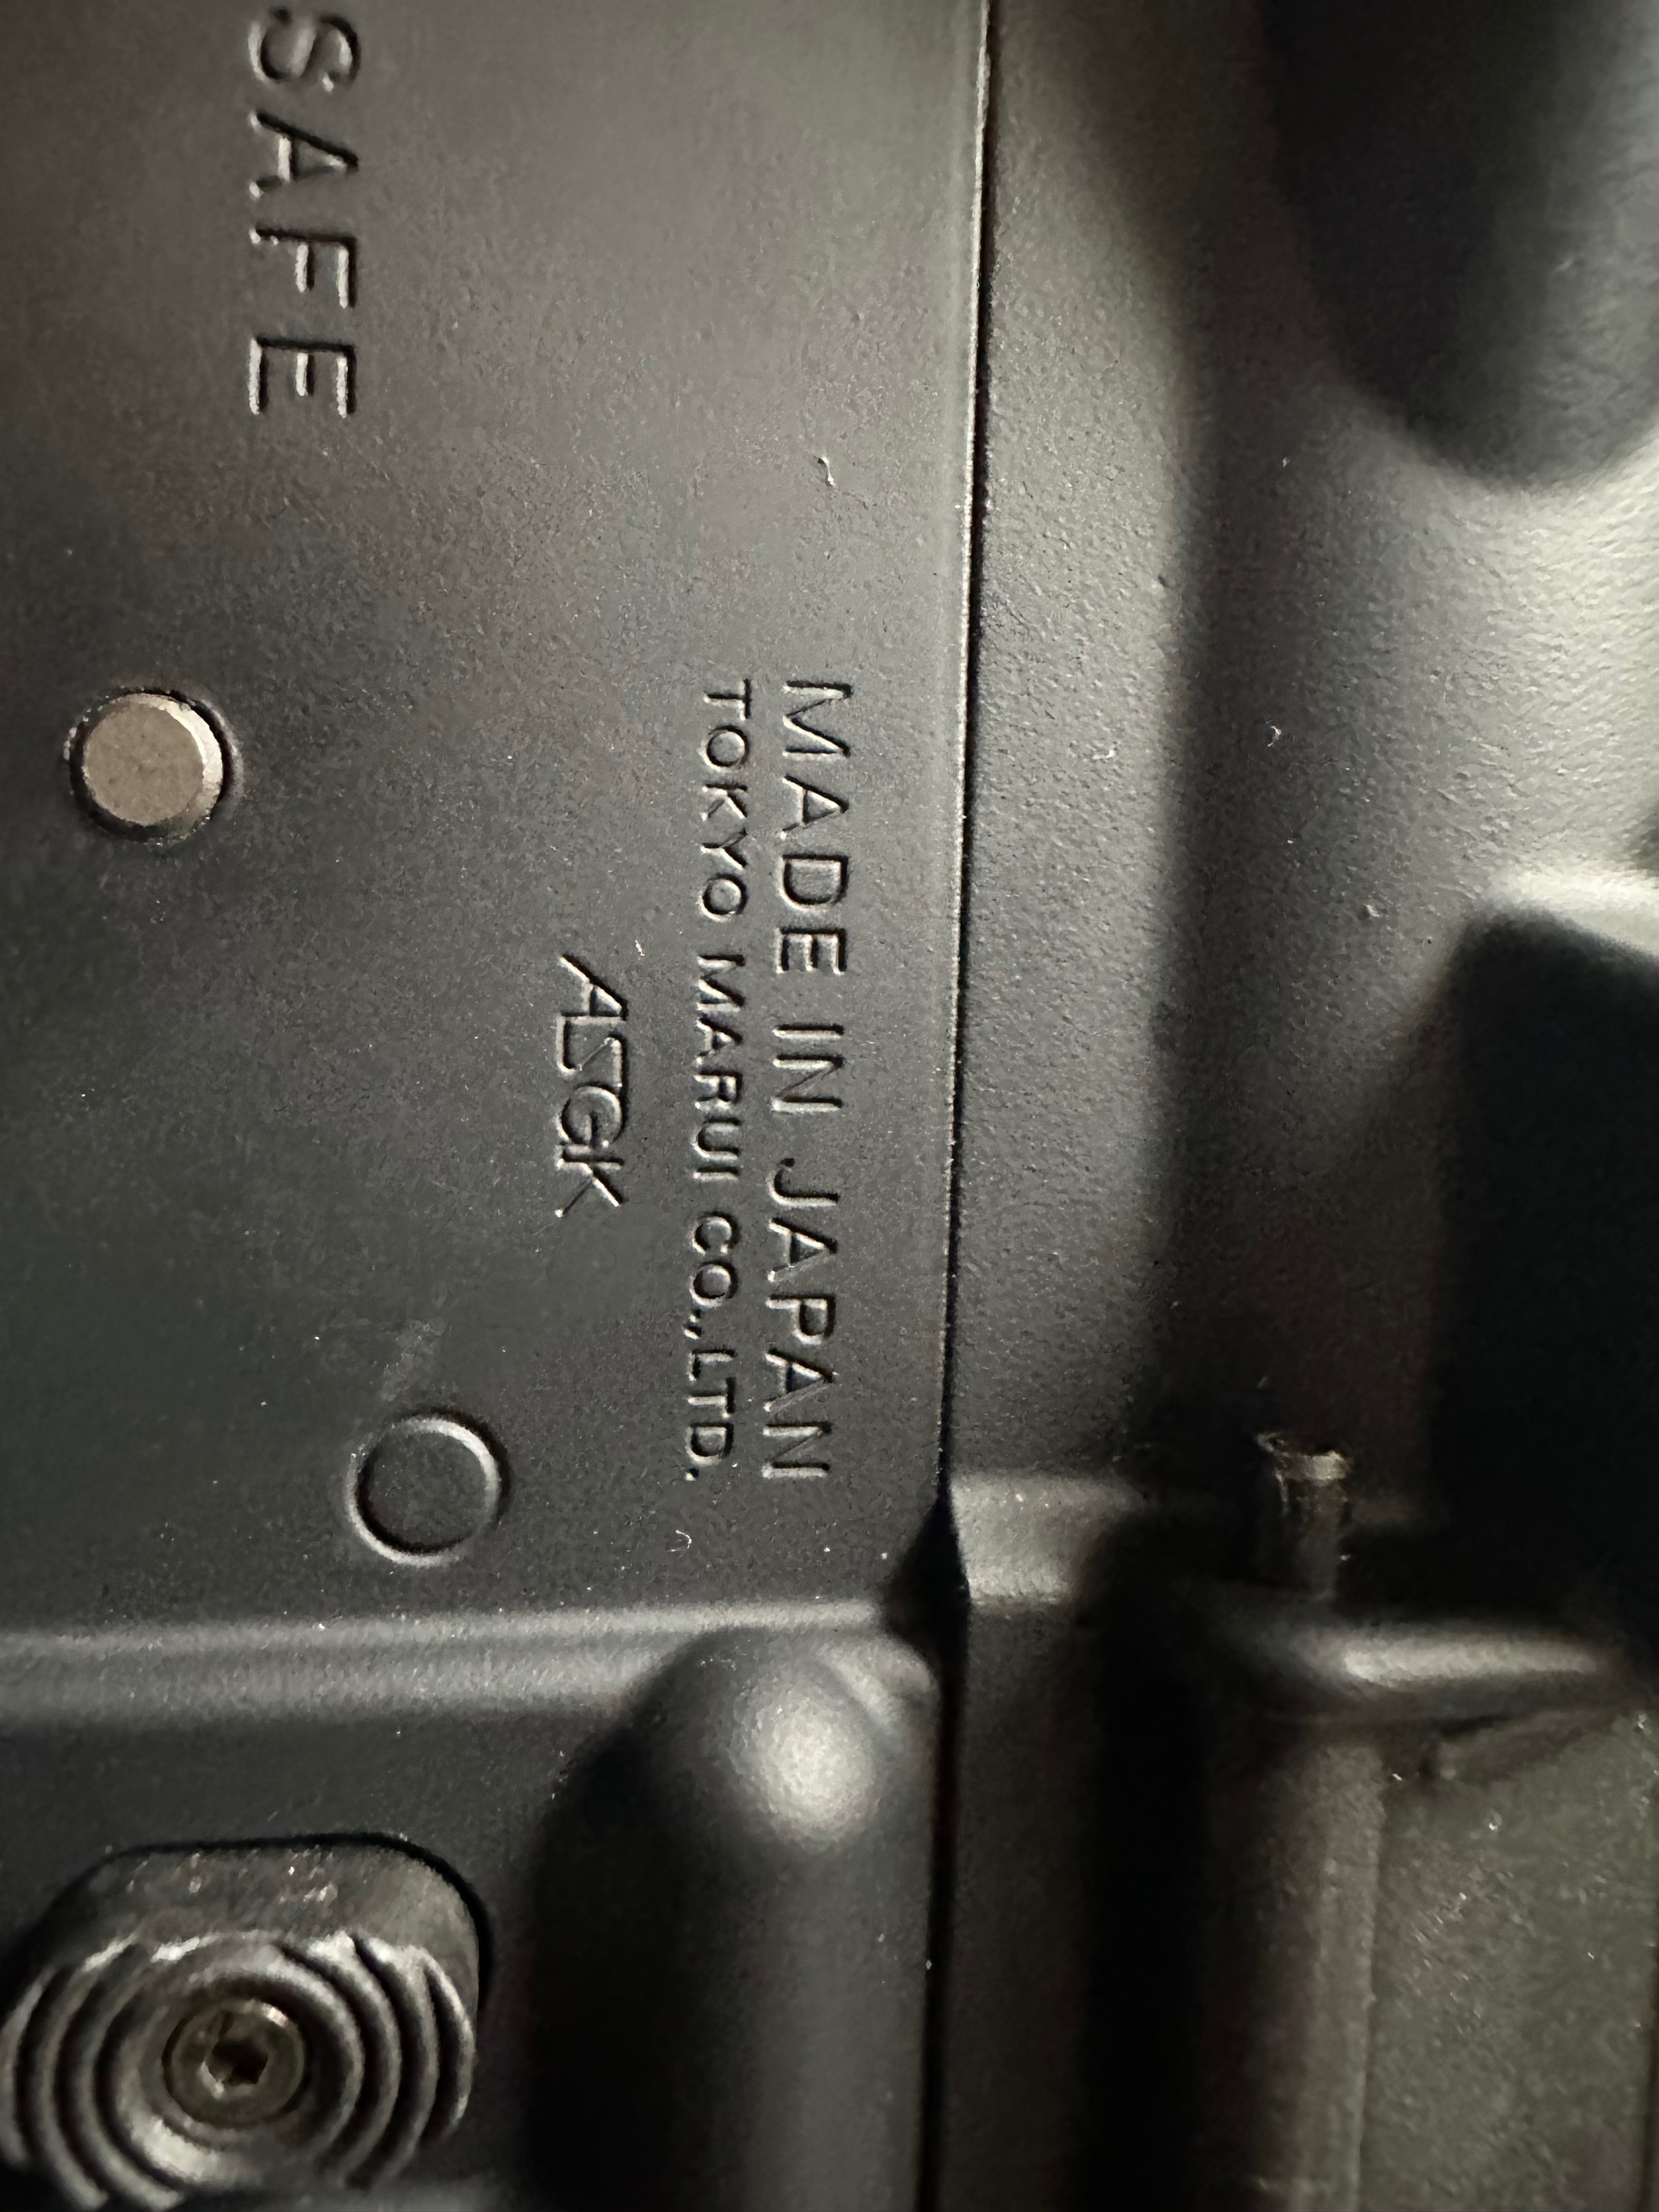 SAFE
MADE IN JAPAN
TOKYO MARUI CO.,LTD.
ASGK